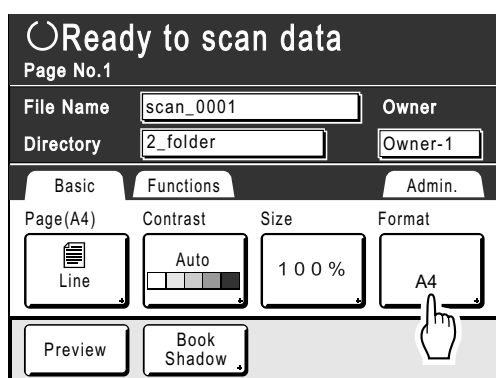 Ready to scan data
Page No.1
File Name scan_0001 Owner
Directory 2_folder Owner-1
Basic Functions Admin.
Page(A4) Contrast Size Format
Line Auto 100% A4
Preview Book Shadow